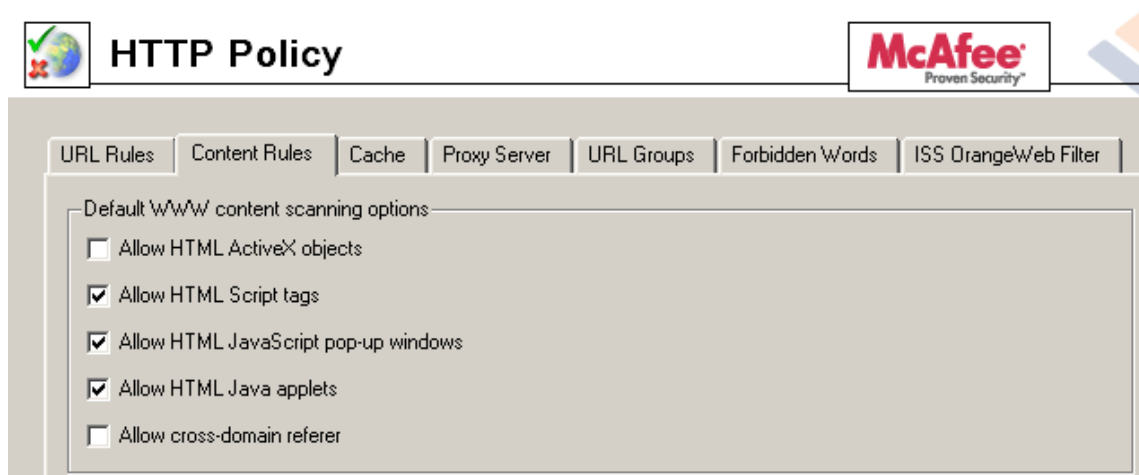 HTTP Policy
McAfee®
Proven Security™
URL Rules
Content Rules
Cache
Proxy Server
URL Groups
Forbidden Words
ISS OrangeWeb Filter
Default WWW content scanning options
Allow HTML ActiveX objects
Allow HTML Script tags
Allow HTML JavaScript pop-up windows
Allow HTML Java applets
Allow cross-domain referer